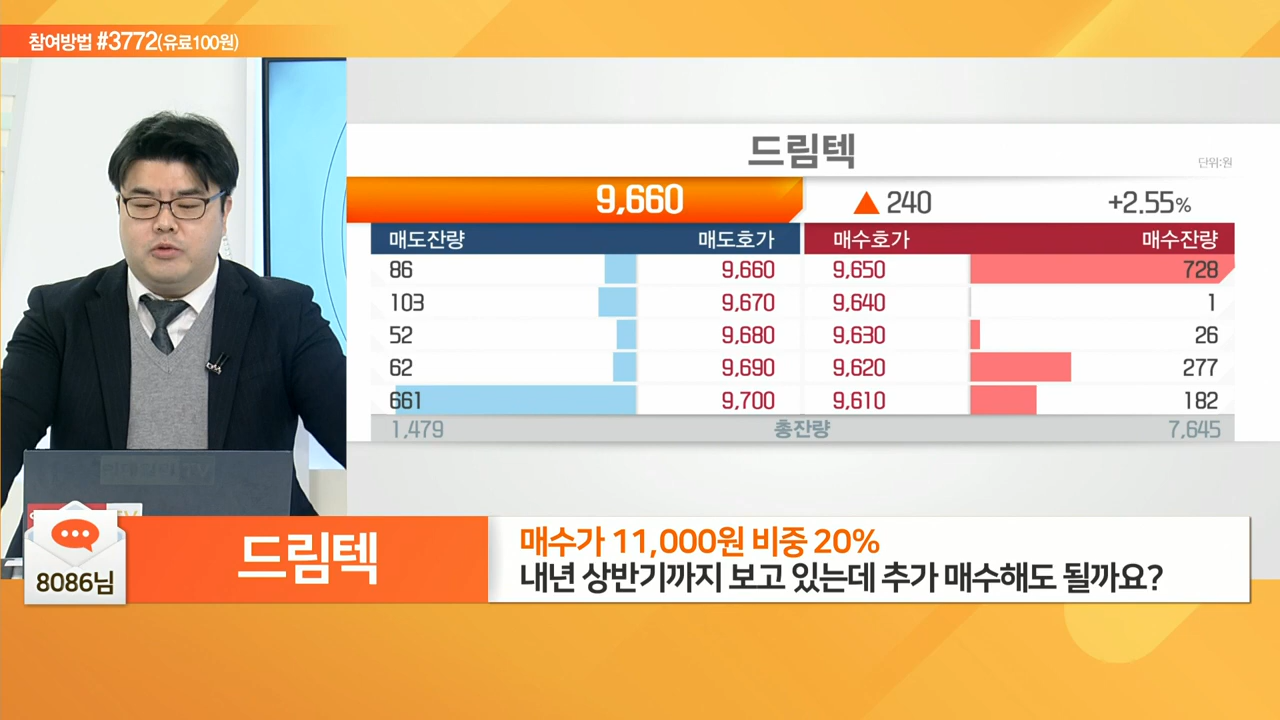 참여방법 #3772(유료100원)
드림텍
단위:원
9,660 ▲ 240 +2.55%
매도잔량 매도호가 매수호가 매수잔량
86 9,660 9,650 728
103 9,670 9,640 1
52 9,680 9,630 26
62 9,690 9,620 277
661 9,700 9,610 182
1,479 총잔량 7,645
8086님
드림텍
매수가 11,000원 비중 20%
내년 상반기까지 보고 있는데 추가 매수해도 될까요?